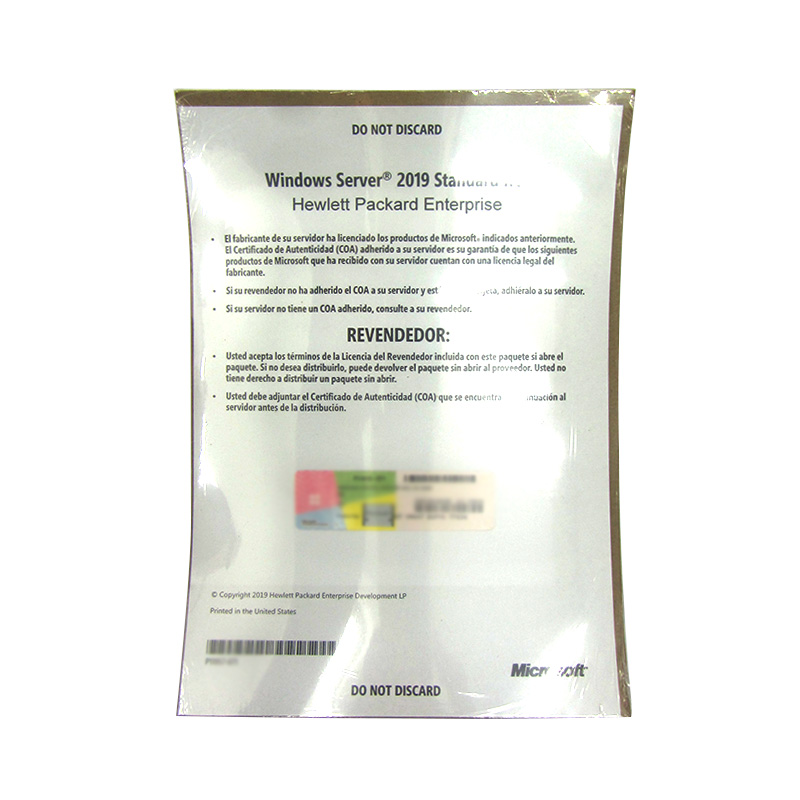 DO NOT DISCARD
Windows Server® 2019 Standard
Hewlett Packard Enterprise
• El fabricante de su servidor ha licenciado los productos de Microsoft® indicados anteriormente.
El Certificado de Autenticidad (COA) adherido a su servidor es su garantía de que los siguientes
productos de Microsoft que ha recibido con su servidor cuentan con una licencia legal del
fabricante.
• Si su revendedor no ha adherido el COA a su servidor y adhiéralo a su servidor.
• Si su servidor no tiene un COA adherido, consulte a su revendedor.
REVENDEDOR:
• Usted acepta los términos de la Licencia del Revendedor incluida con este paquete si abre el
paquete. Si no desea distribuirlo, puede devolver el paquete sin abrir al proveedor. Usted no
tiene derecho a distribuir un paquete sin abrir.
• Usted debe adjuntar el Certificado de Autenticidad (COA) que se encuentra al
servidor antes de la distribución.
© Copyright 2019 Hewlett Packard Enterprise Development LP
Printed in the United States
Microsoft
DO NOT DISCARD